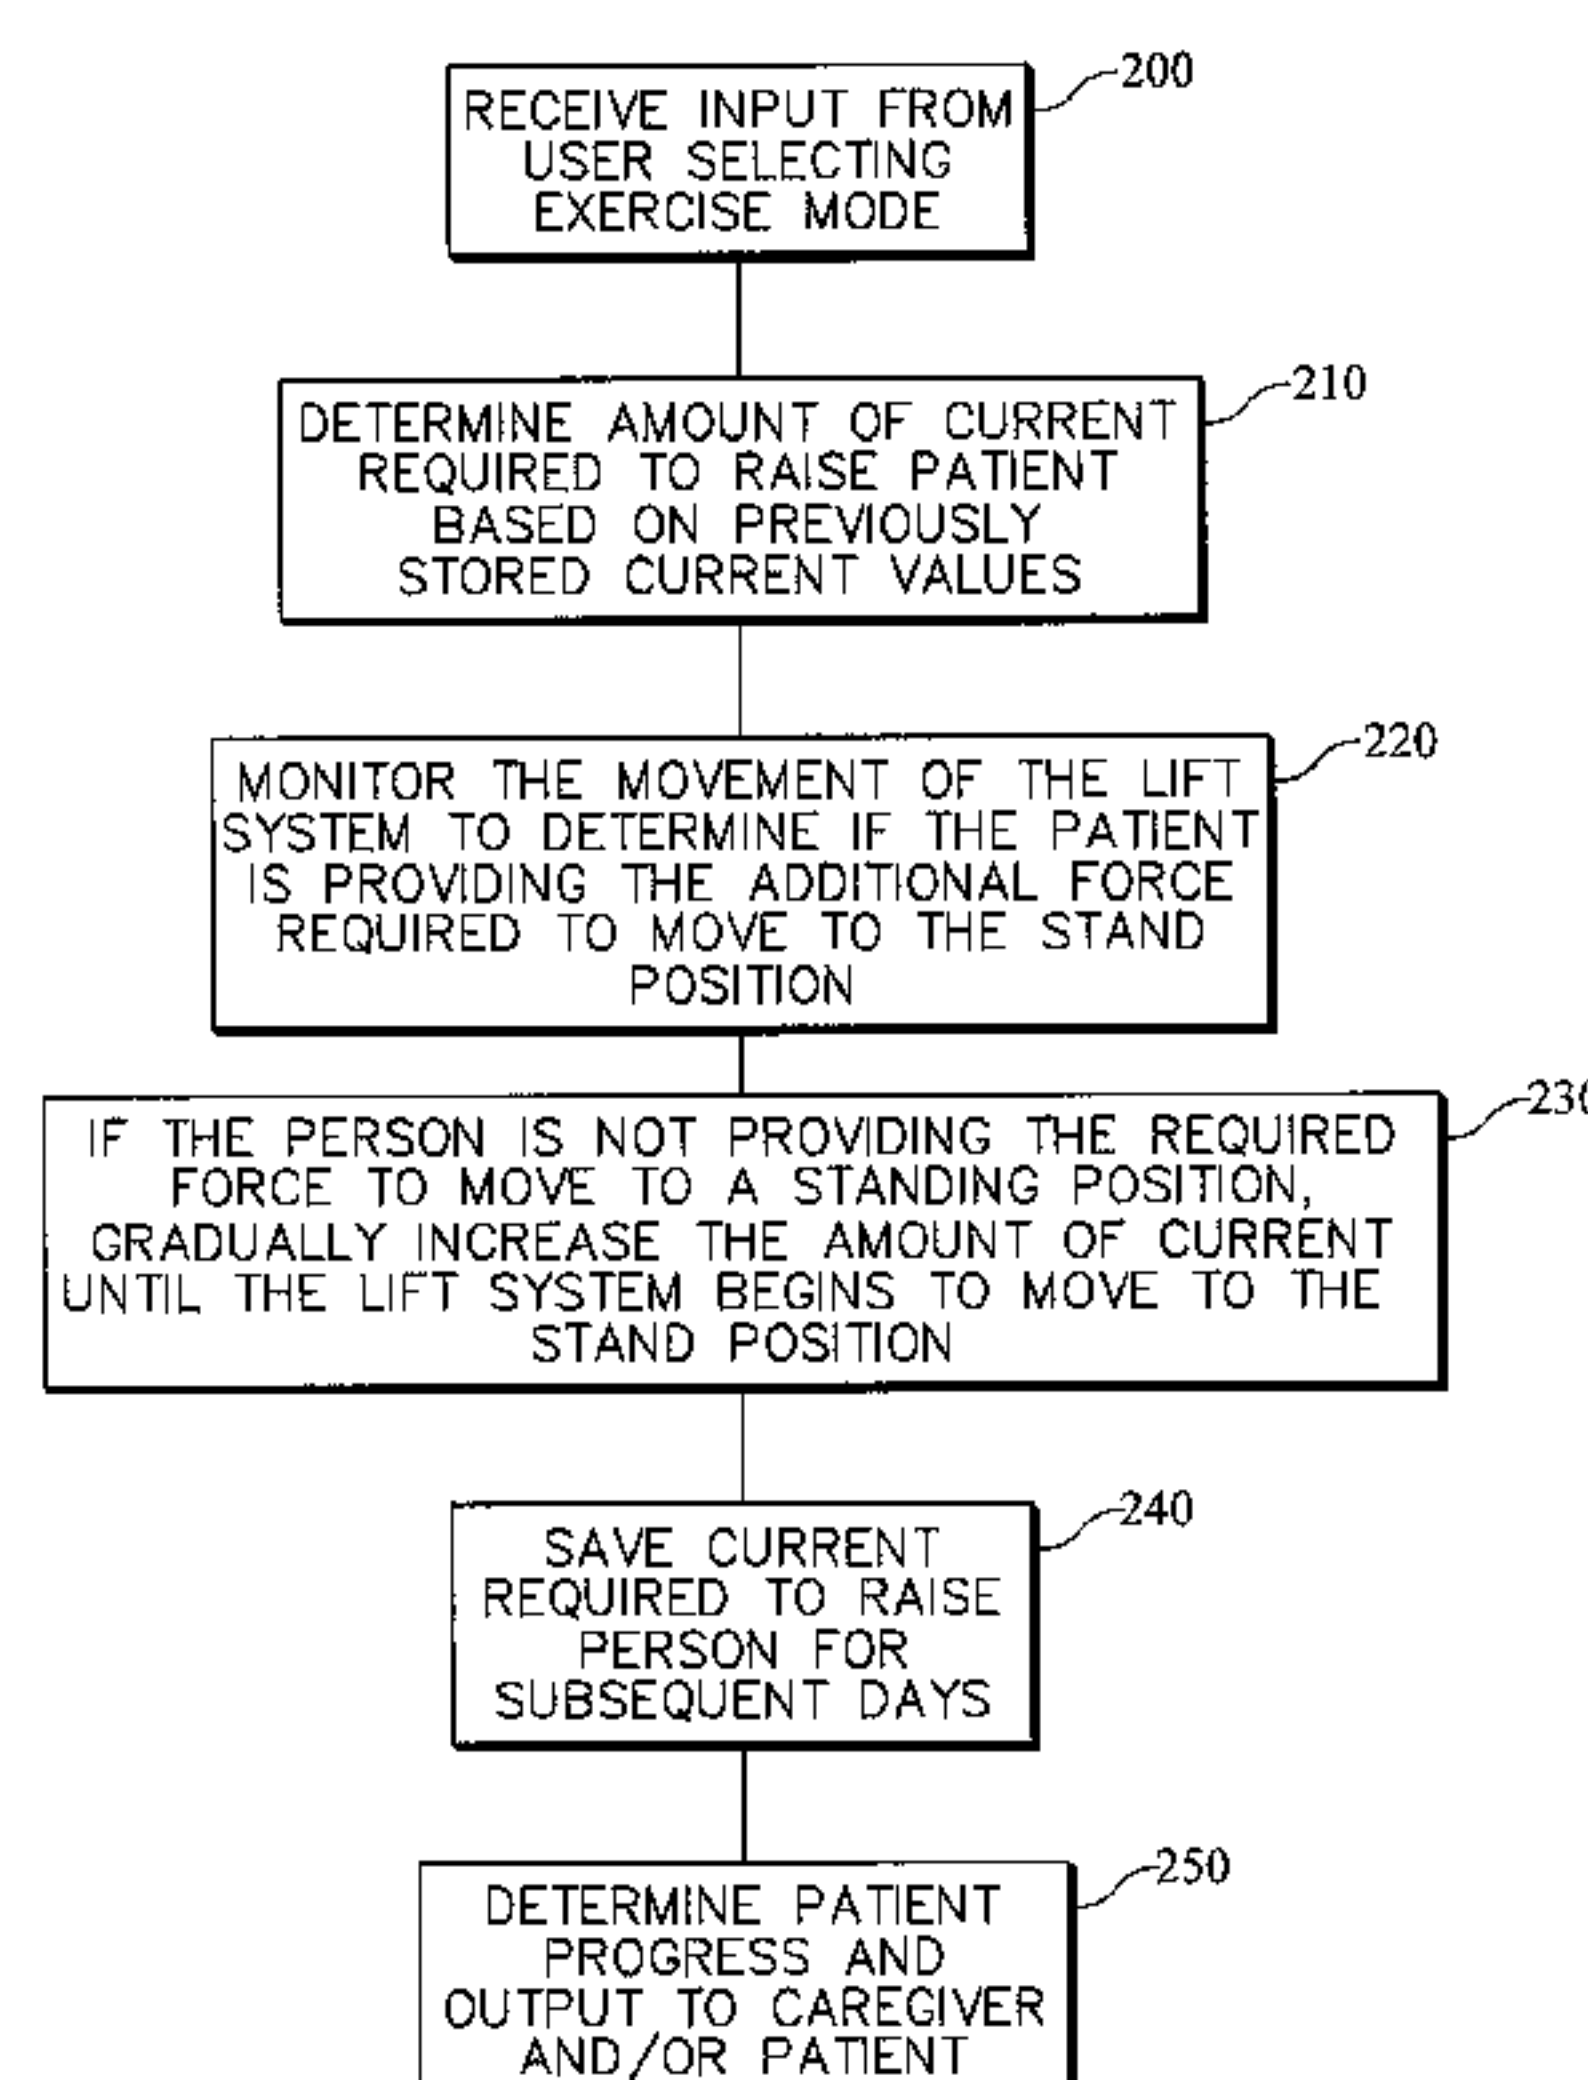 200
RECEIVE INPUT FROM
USER SELECTING
EXERCISE MODE
210
DETERMINE AMOUNT OF CURRENT
REQUIRED TO RAISE PATIENT
BASED ON PREVIOUSLY
STORED CURRENT VALUES
220
MONITOR THE MOVEMENT OF THE LIFT
SYSTEM TO DETERMINE IF THE PATIENT
IS PROVIDING THE ADDITIONAL FORCE
REQUIRED TO MOVE TO THE STAND
POSITION
230
IF THE PERSON IS NOT PROVIDING THE REQUIRED
FORCE TO MOVE TO A STANDING POSITION,
GRADUALLY INCREASE THE AMOUNT OF CURRENT
UNTIL THE LIFT SYSTEM BEGINS TO MOVE TO THE
STAND POSITION
240
SAVE CURRENT
REQUIRED TO RAISE
PERSON FOR
SUBSEQUENT DAYS
250
DETERMINE PATIENT
PROGRESS AND
OUTPUT TO CAREGIVER
AND/OR PATIENT